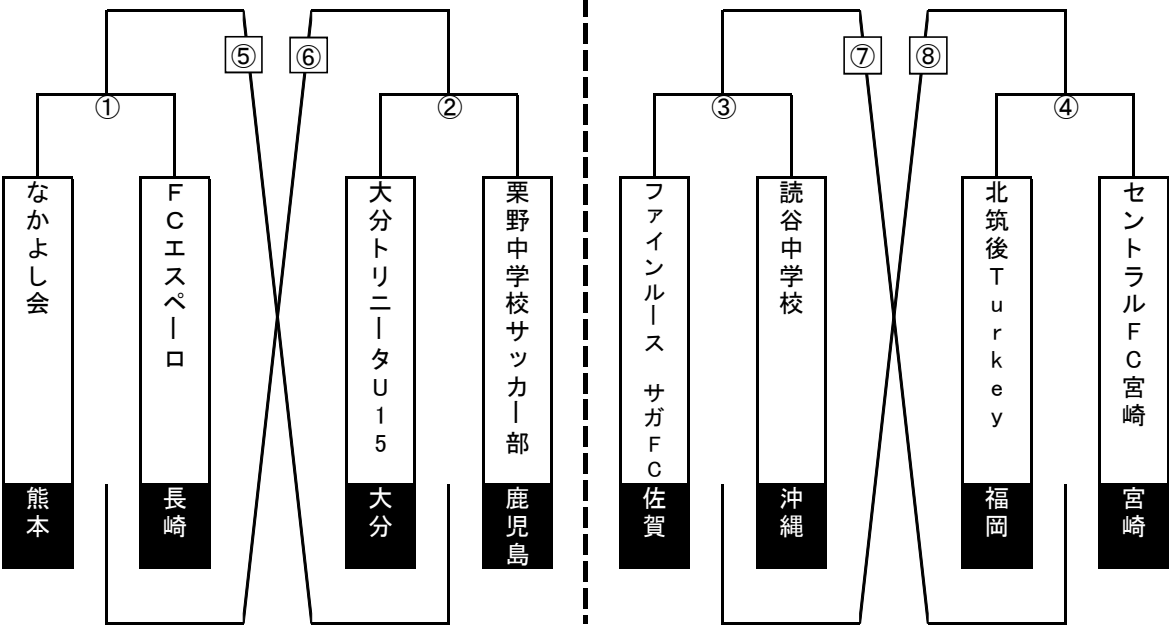 ⑤
⑥
⑦
⑧
①
②
③
④
なかよし会
FCエスペーロ
大分トリニータU15
栗野中学校サッカー部
ファインルース サガFC
読谷中学校
北筑後Turkey
セントラルFC宮崎
熊本
長崎
大分
鹿児島
佐賀
沖縄
福岡
宮崎